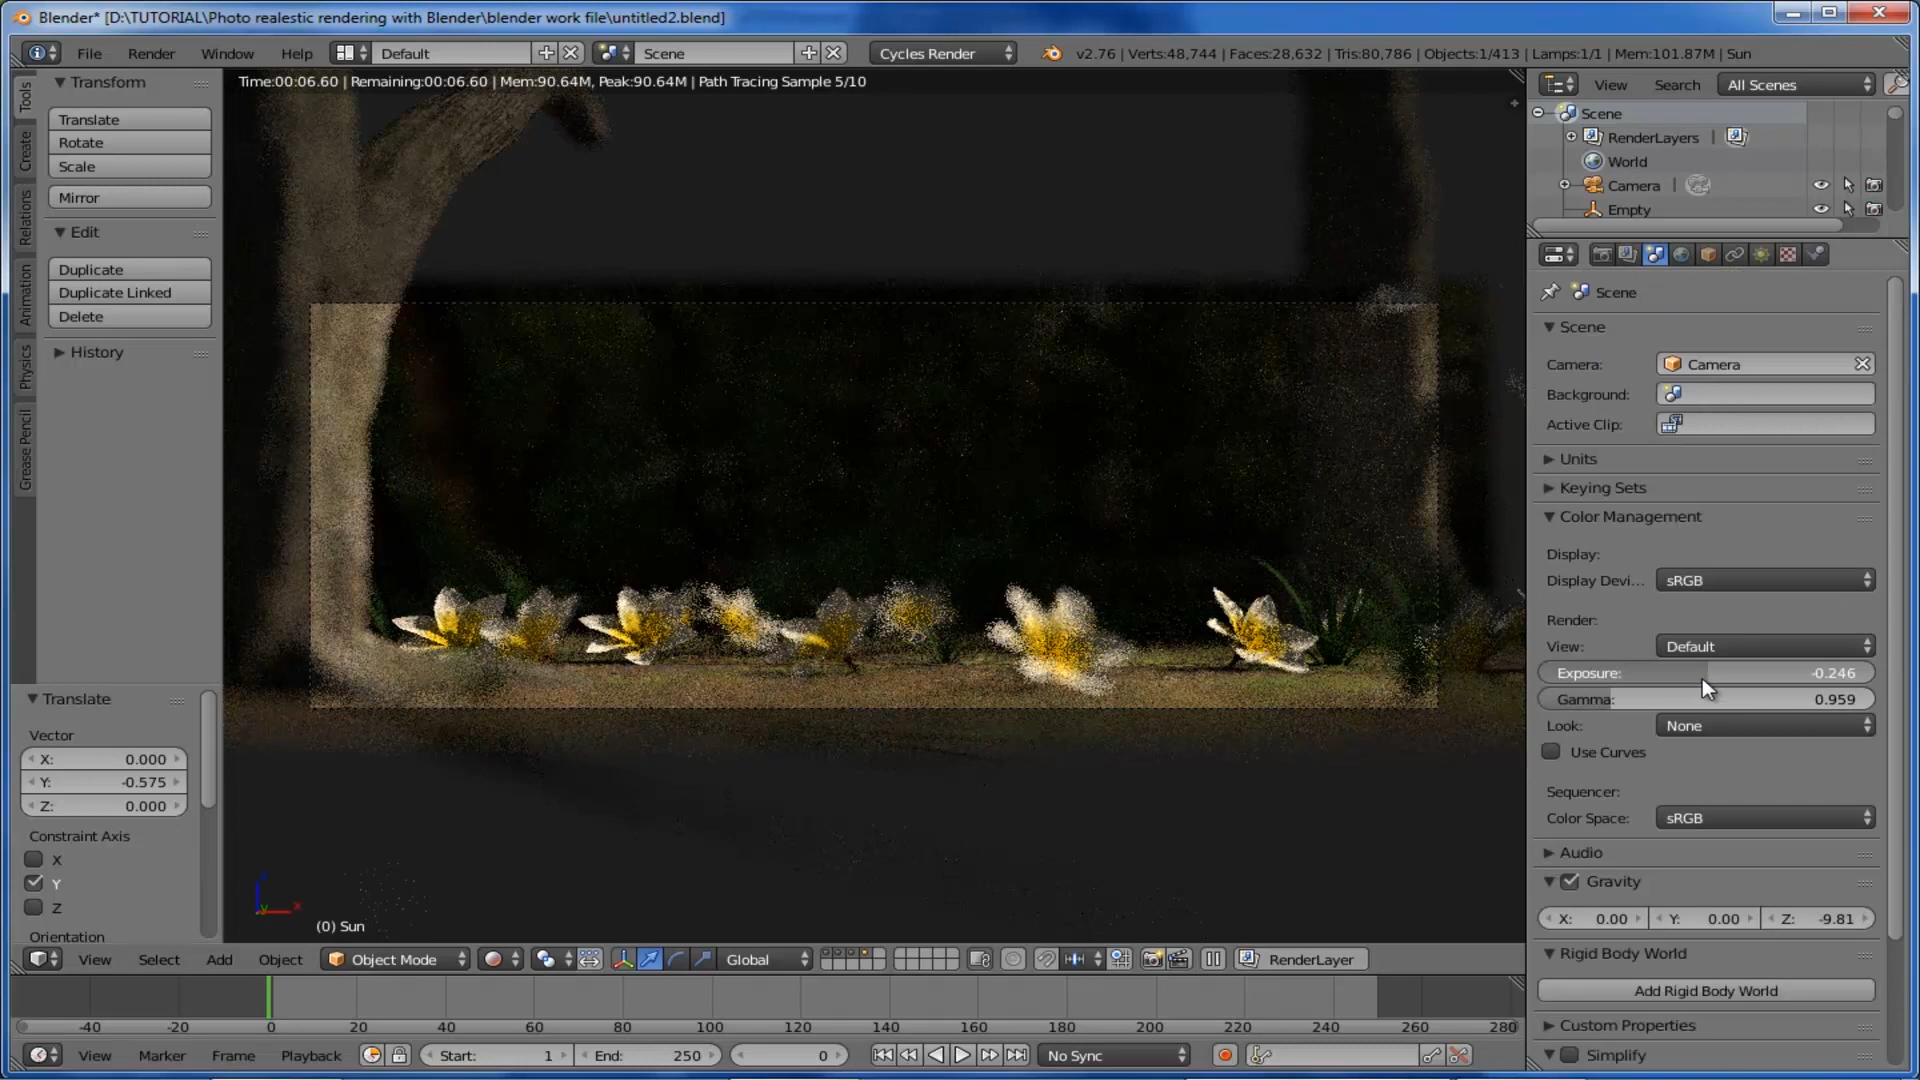 Blender* [D:\TUTORIAL\Photo realestic rendering with Blender\blender work file\untitled2.blend]
File Render Window Help Default Scene Cycles Render v2.76 | Verts:48,744 | Faces:28,632 | Tris:80,786 | Objects:1/413 | Lamps:1/1 | Mem:101.87M | Sun
Time:00:06.60 | Remaining:00:06.60 | Mem:90.64M, Peak:90.64M | Path Tracing Sample 5/10
Tools
Create
Relations
Animation
Physics
Grease Pencil
Transform
Translate
Rotate
Scale
Mirror
Edit
Duplicate
Duplicate Linked
Delete
History
Translate
Vector
X: 0.000
Y: -0.575
Z: 0.000
Constraint Axis
X
Y
Z
Orientation
(0) Sun
View Select Add Object Object Mode Global RenderLayer
-40 -20 0 20 40 60 80 100 120 140 160 180 200 220 240 260 280
View Marker Frame Playback Start: 1 End: 250 0 No Sync
View Search All Scenes
Scene
RenderLayers |
World
Camera |
Empty
Scene
Scene
Camera: Camera
Background:
Active Clip:
Units
Keying Sets
Color Management
Display:
Display Devi... sRGB
Render:
View: Default
Exposure: -0.246
Gamma: 0.959
Look: None
Use Curves
Sequencer:
Color Space: sRGB
Audio
Gravity
X: 0.00 Y: 0.00 Z: -9.81
Rigid Body World
Add Rigid Body World
Custom Properties
Simplify